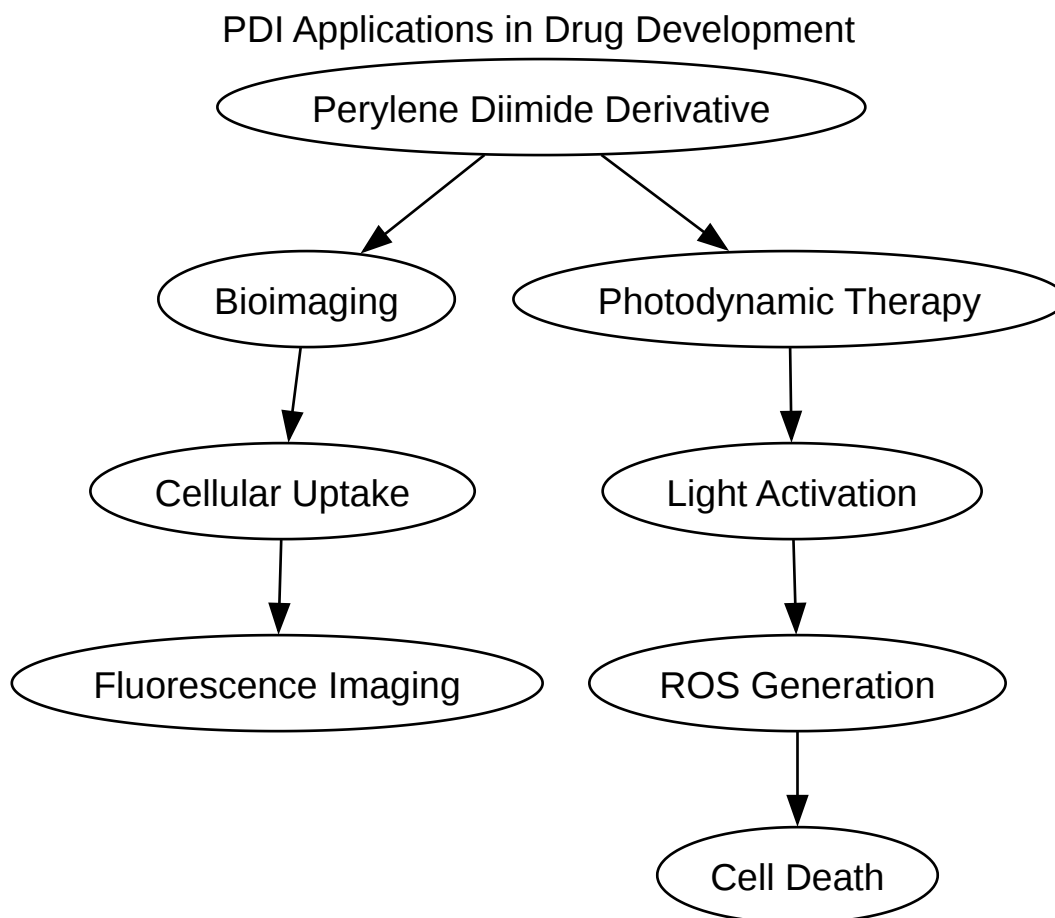 PDI Applications in Drug Development
Perylene Diimide Derivative
Bioimaging
Photodynamic Therapy
Cellular Uptake
Light Activation
Fluorescence Imaging
ROS Generation
Cell Death